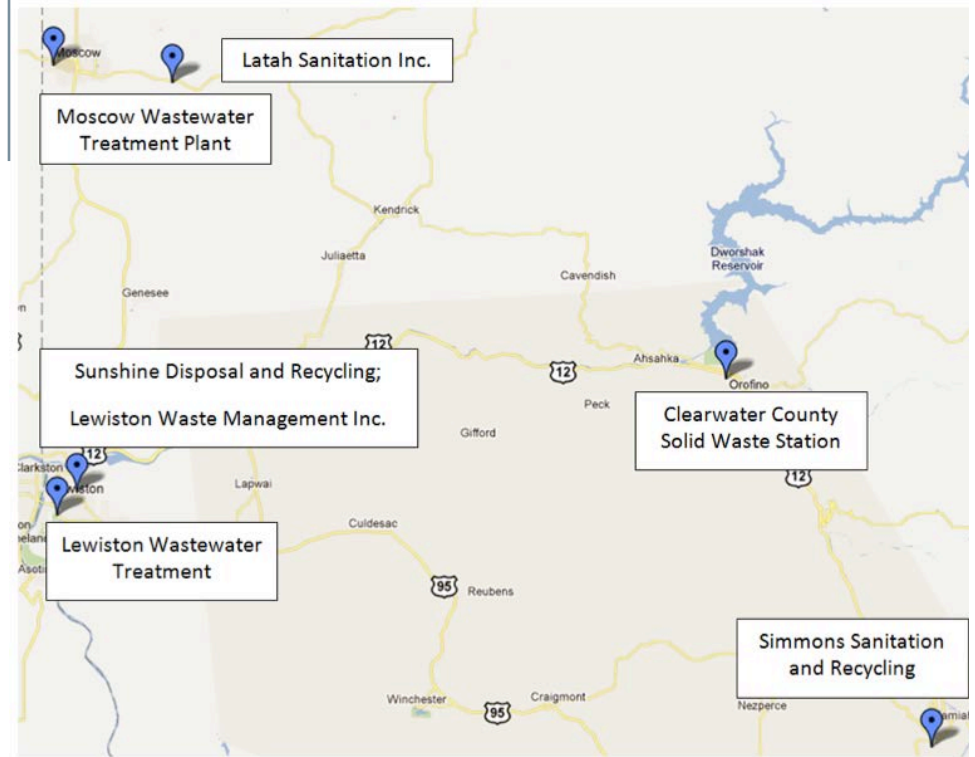 Moscow
Latah Sanitation Inc.
Moscow Wastewater
Treatment Plant
Kendrick
Juliaetta
Dworshak
Reservoir
Cavendish
Genesee
12
Sunshine Disposal and Recycling;
Lewiston Waste Management Inc.
12
Ahsahka
Orofino
Peck
Clearwater County
Solid Waste Station
Gifford
12
Clarkston
12
Lapwai
Culdesac
Lewiston Wastewater
Treatment
95
Reubens
Simmons Sanitation
and Recycling
Winchester
95
Craigmont
Nezperce